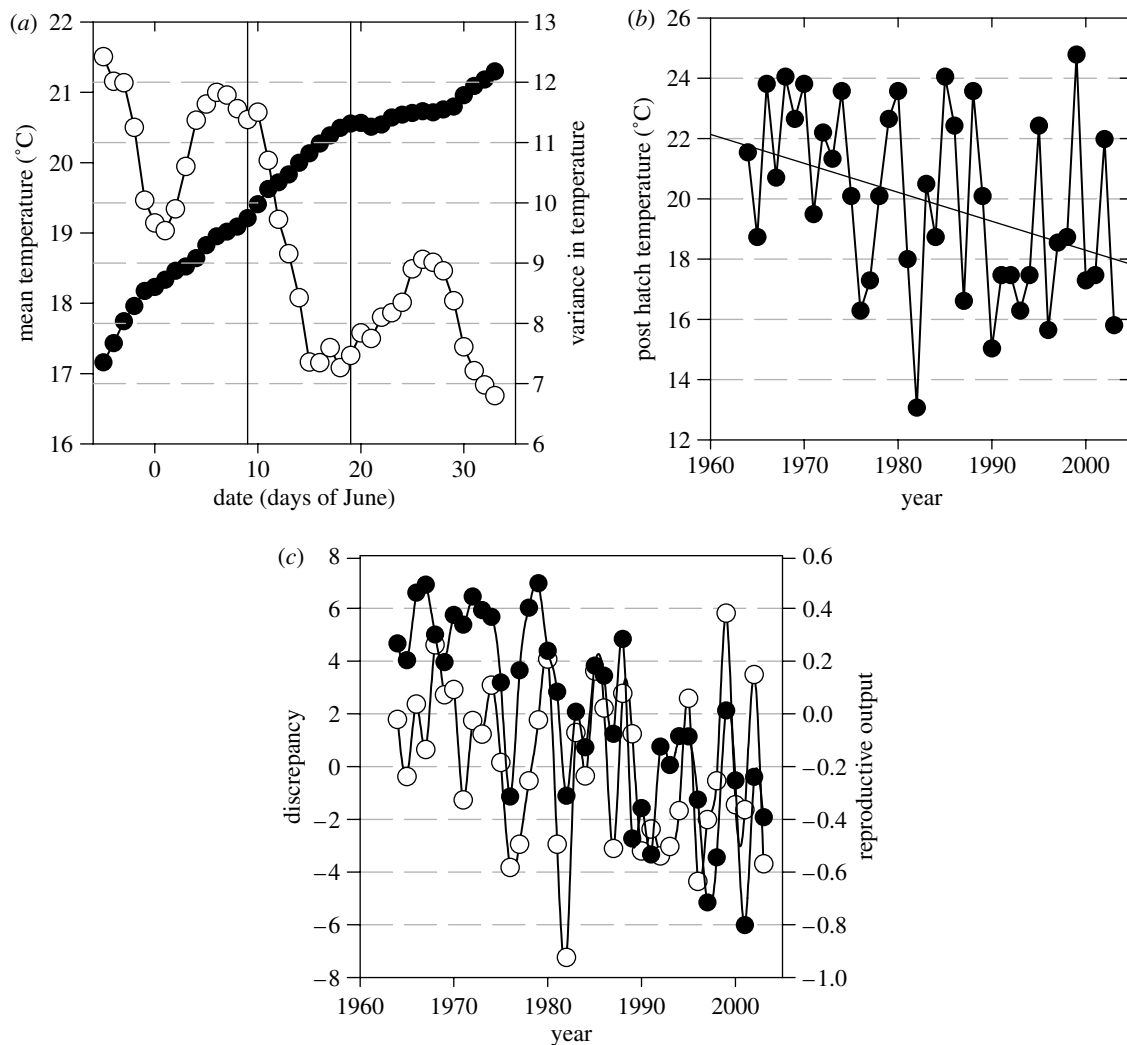 (a)
22
21
20
19
18
17
16
mean temperature (˚C)
13
12
11
10
9
8
7
6
variance in temperature
0 10 20 30
date (days of June)
(b)
26
24
22
20
18
16
14
12
post hatch temperature (˚C)
1960 1970 1980 1990 2000
year
(c)
8
6
4
2
0
−2
−4
−6
−8
discrepancy
0.6
0.4
0.2
0.0
−0.2
−0.4
−0.6
−0.8
−1.0
reproductive output
1960 1970 1980 1990 2000
year